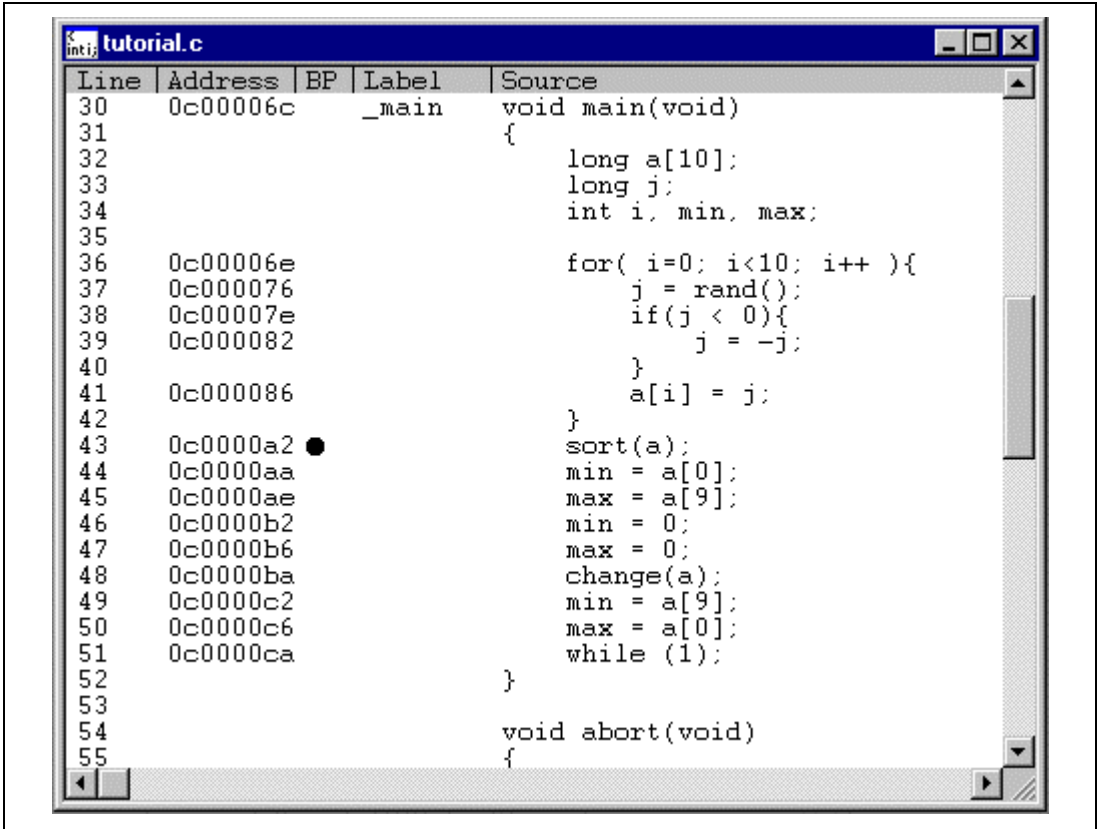 tutorial.c
Line Address BP Label Source
30 0c00006c _main void main(void)
31 {
32 long a[10];
33 long j;
34 int i, min, max;
35
36 0c00006e for( i=0; i<10; i++ ){
37 0c000076 j = rand();
38 0c00007e if(j < 0){
39 0c000082 j = -j;
40 }
41 0c000086 a[i] = j;
42 }
43 0c0000a2 ● sort(a);
44 0c0000aa min = a[0];
45 0c0000ae max = a[9];
46 0c0000b2 min = 0;
47 0c0000b6 max = 0;
48 0c0000ba change(a);
49 0c0000c2 min = a[9];
50 0c0000c6 max = a[0];
51 0c0000ca while (1);
52 }
53
54 void abort(void)
55 {